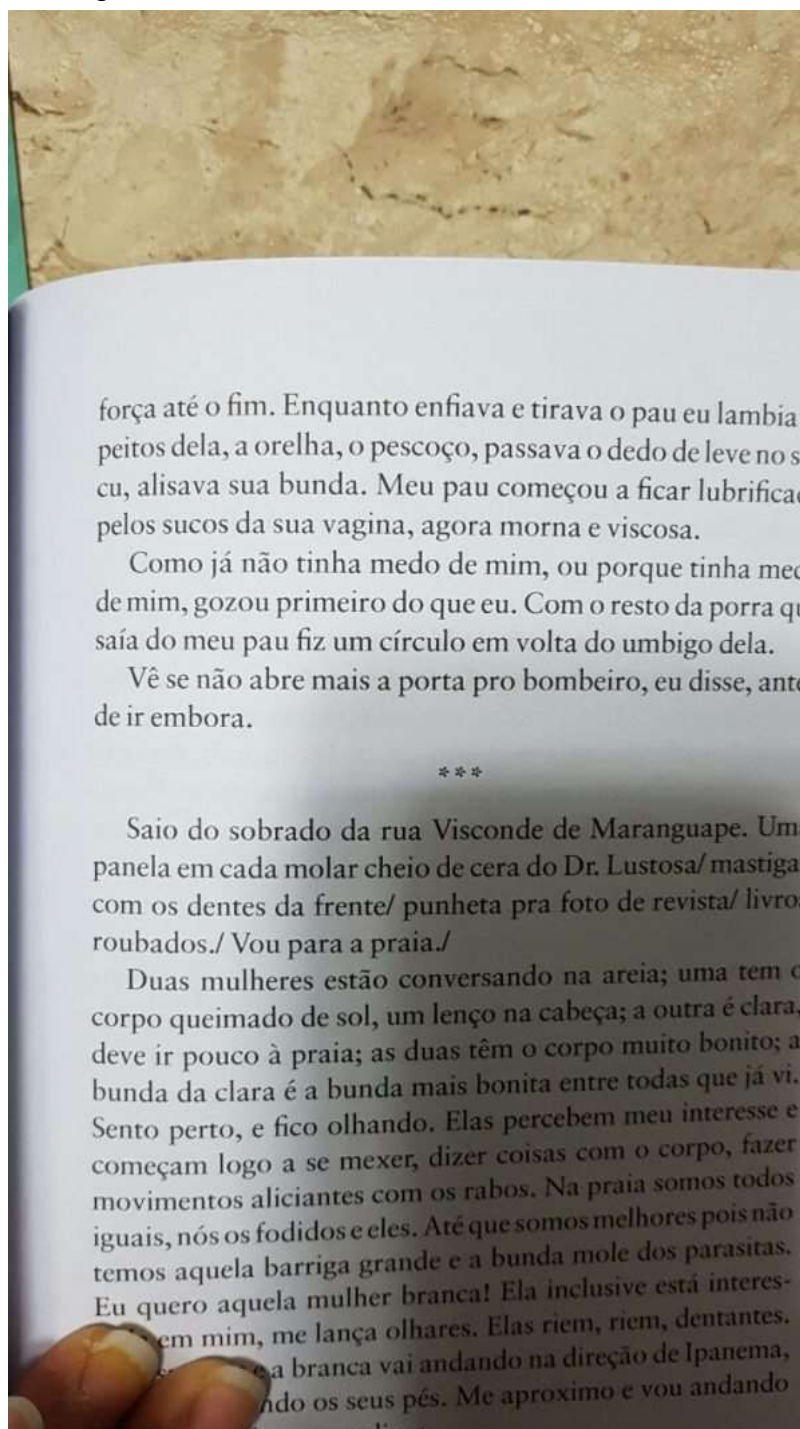 força até o fim. Enquanto enfiava e tirava o pau eu lambia
peitos dela, a orelha, o pescoço, passava o dedo de leve no s
cu, alisava sua bunda. Meu pau começou a ficar lubrificad
pelos sucos da sua vagina, agora morna e viscosa.
Como já não tinha medo de mim, ou porque tinha med
de mim, gozou primeiro do que eu. Com o resto da porra qu
saía do meu pau fiz um círculo em volta do umbigo dela.
Vê se não abre mais a porta pro bombeiro, eu disse, ante
de ir embora.
***
Saio do sobrado da rua Visconde de Maranguape. Um
panela em cada molar cheio de cera do Dr. Lustosa/ mastiga
com os dentes da frente/ punheta pra foto de revista/ livro
roubados./ Vou para a praia./
Duas mulheres estão conversando na areia; uma tem o
corpo queimado de sol, um lenço na cabeça; a outra é clara,
deve ir pouco à praia; as duas têm o corpo muito bonito; a
bunda da clara é a bunda mais bonita entre todas que já vi.
Sento perto, e fico olhando. Elas percebem meu interesse e
começam logo a se mexer, dizer coisas com o corpo, fazer
movimentos aliciantes com os rabos. Na praia somos todos
iguais, nós os fodidos e eles. Até que somos melhores pois não
temos aquela barriga grande e a bunda mole dos parasitas.
Eu quero aquela mulher branca! Ela inclusive está interes-
em mim, me lança olhares. Elas riem, riem, dentantes.
e a branca vai andando na direção de Ipanema,
ndo os seus pés. Me aproximo e vou andando